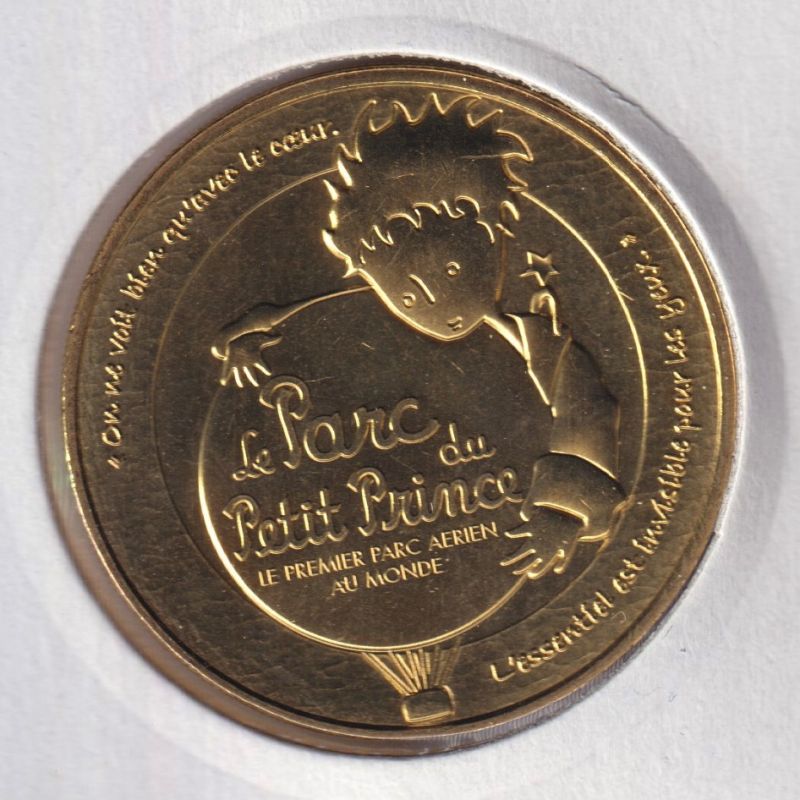 « On ne voit bien qu'avec le cœur.
L'essentiel est invisible pour les yeux. »
Le Parc du
Petit Prince
LE PREMIER PARC AERIEN
AU MONDE